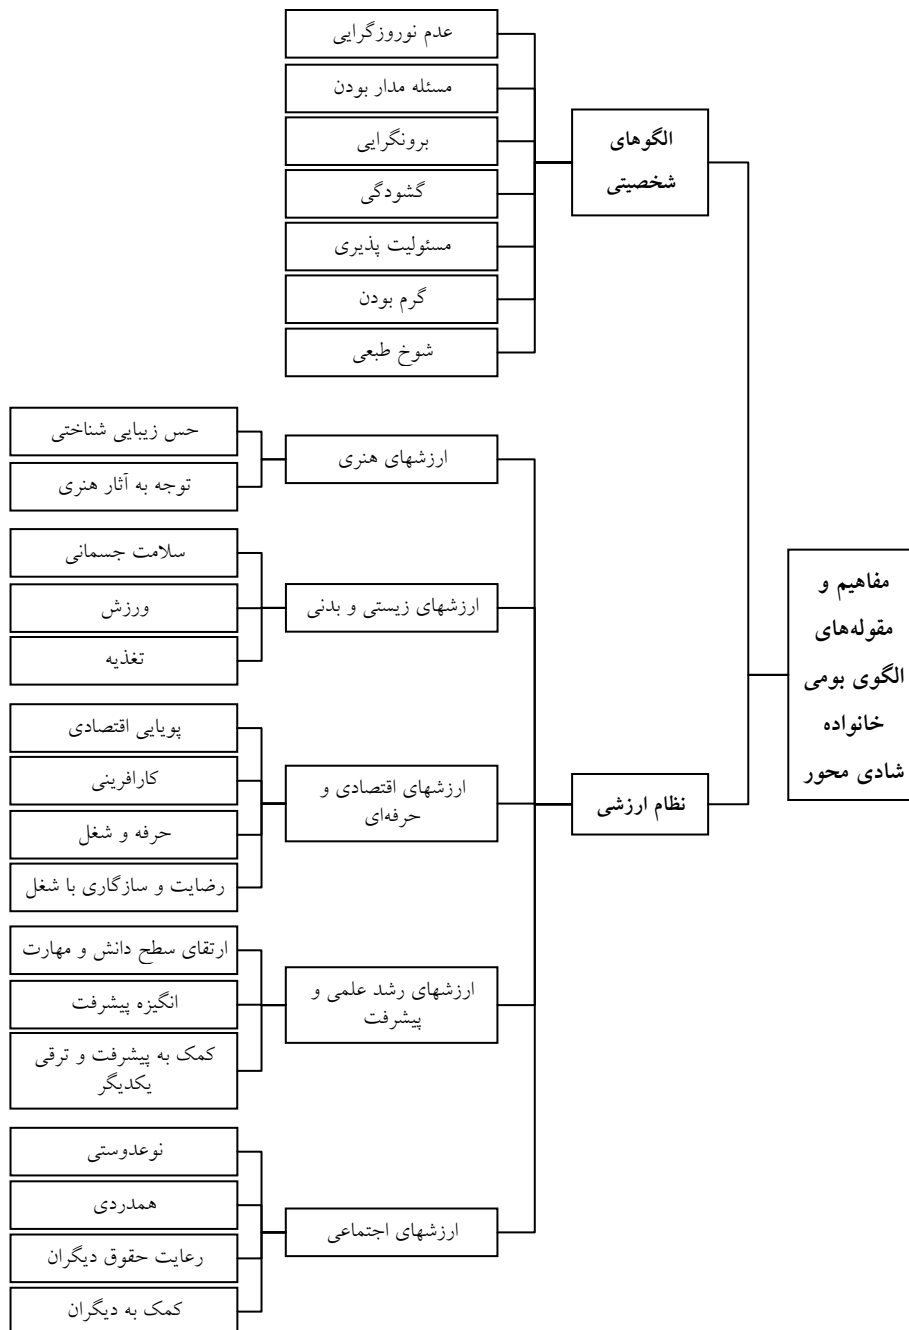 مفاهیم و
مقوله‌های
الگوی بومی
خانواده
شادی محور
الگوهای
شخصیتی
عدم نوروزگرایی
مسئله مدار بودن
برونگرایی
گشودگی
مسئولیت پذیری
گرم بودن
شوخ طبعی
نظام ارزشی
ارزشهای هنری
حس زیبایی شناختی
توجه به آثار هنری
ارزشهای زیستی و بدنی
سلامت جسمانی
ورزش
تغذیه
ارزشهای اقتصادی و
حرفه‌ای
پویایی اقتصادی
کارافرینی
حرفه و شغل
رضایت و سازگاری با شغل
ارزشهای رشد علمی و
پیشرفت
ارتقای سطح دانش و مهارت
انگیزه پیشرفت
کمک به پیشرفت و ترقی
یکدیگر
ارزشهای اجتماعی
نوعدوستی
همدردی
رعایت حقوق دیگران
کمک به دیگران